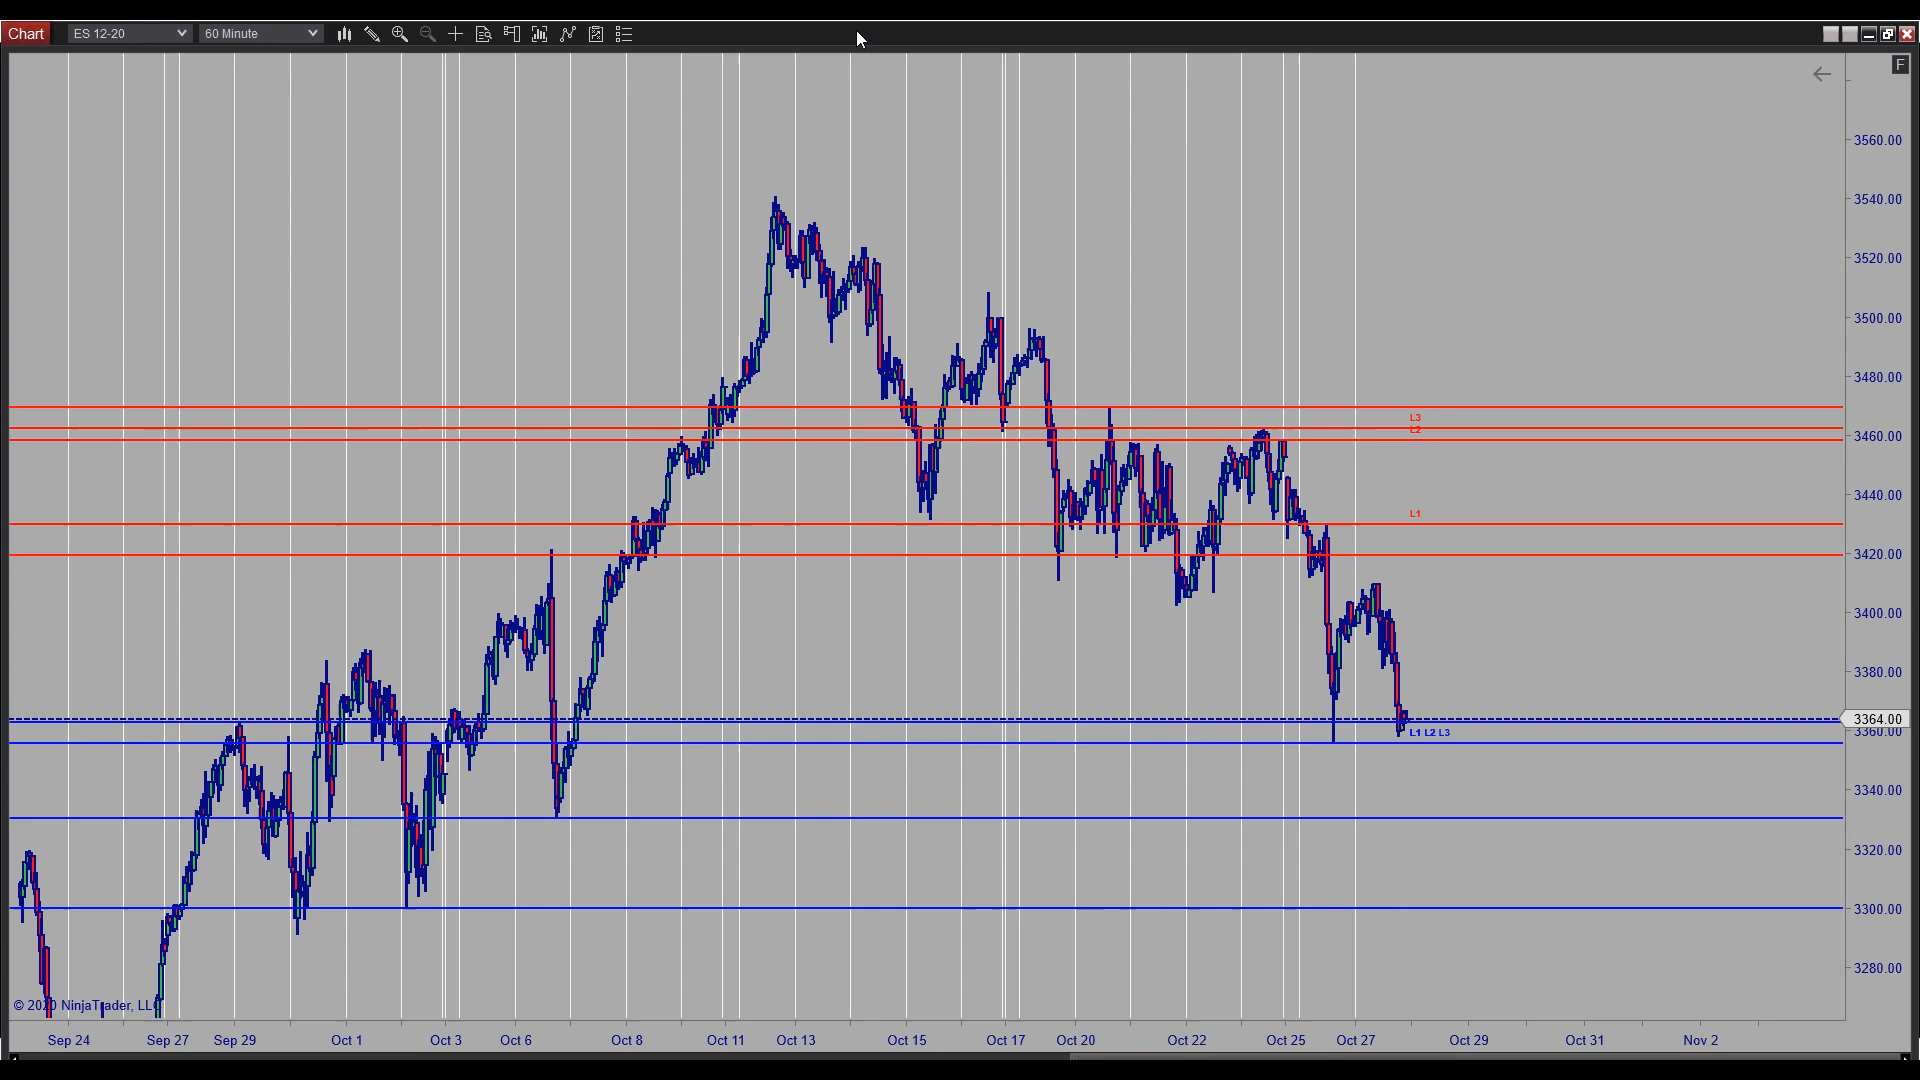 Chart ES 12-20 60 Minute
F
3560.00
3540.00
3520.00
3500.00
3480.00
L3
L2
3460.00
3440.00
L1
3420.00
3400.00
3380.00
3364.00
3360.00
L1 L2 L3
3340.00
3320.00
3300.00
3280.00
© 2020 NinjaTrader, LLC
Sep 24 Sep 27 Sep 29 Oct 1 Oct 3 Oct 6 Oct 8 Oct 11 Oct 13 Oct 15 Oct 17 Oct 20 Oct 22 Oct 25 Oct 27 Oct 29 Oct 31 Nov 2